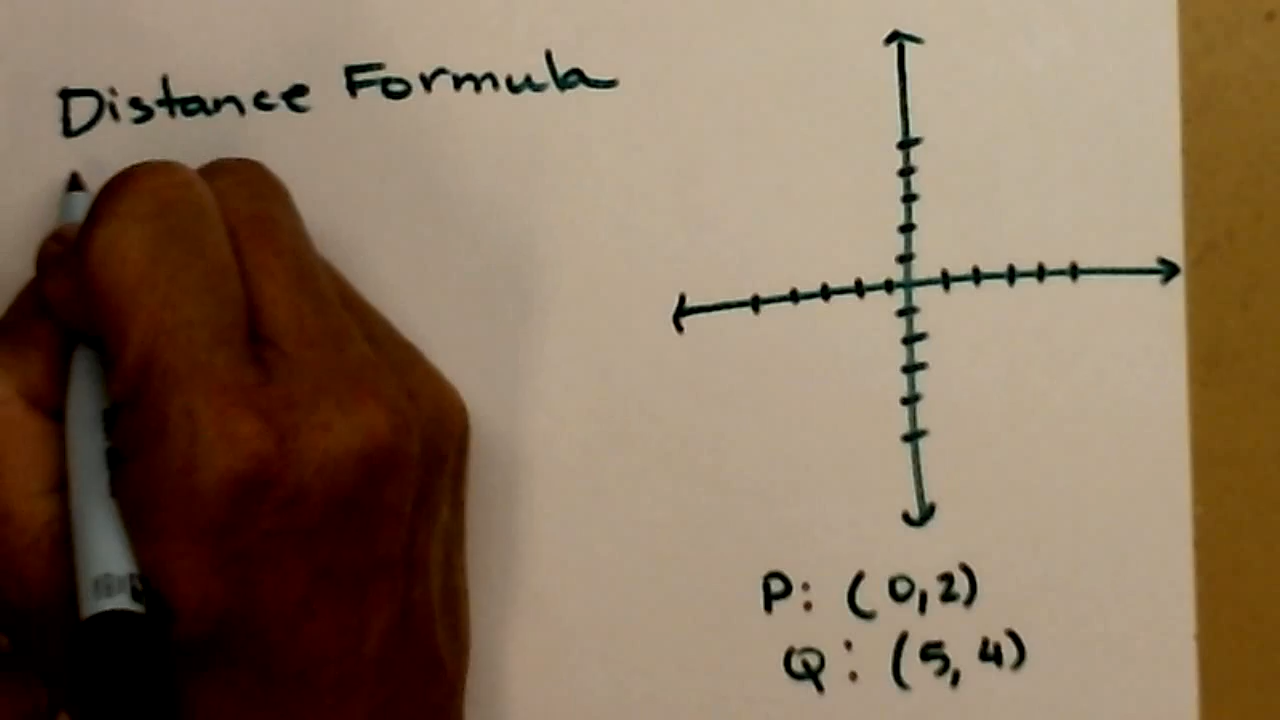 Distance Formula
P: (0,2)
Q: (5,4)